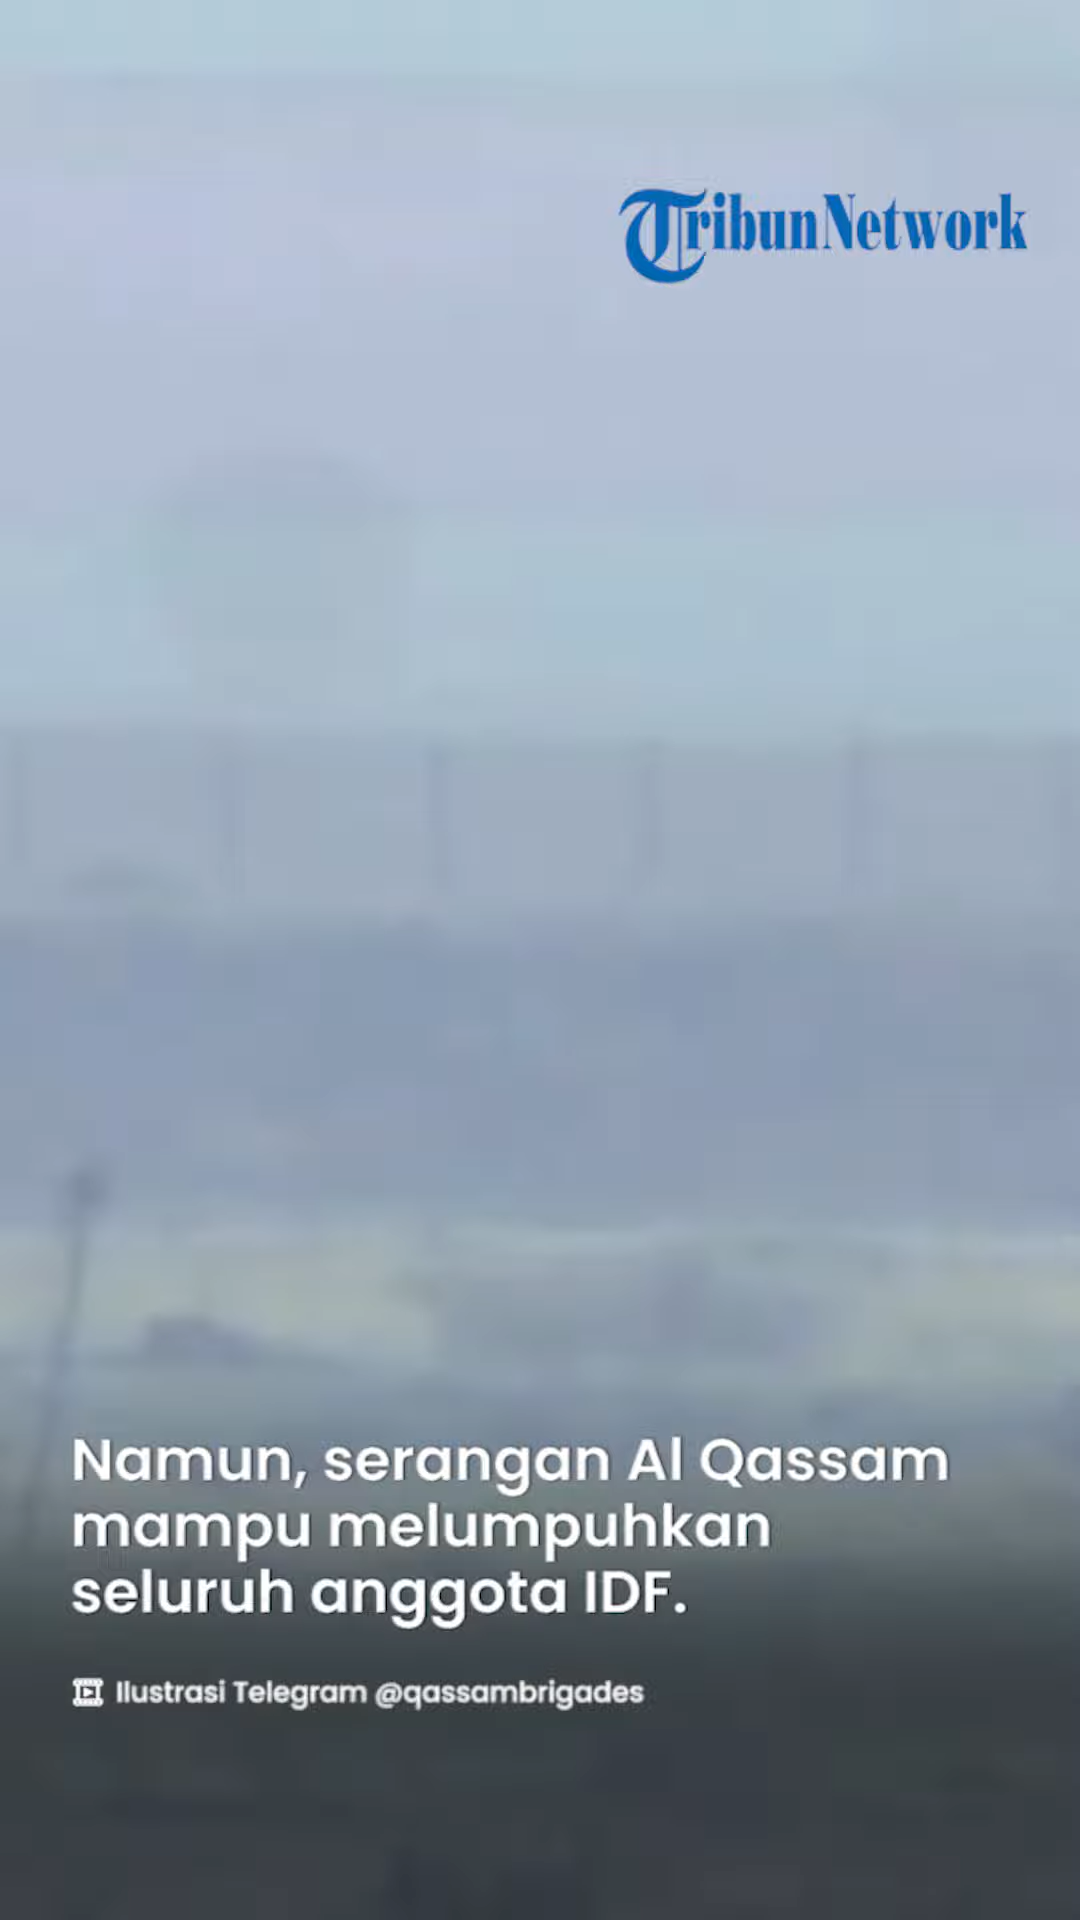 TribunNetwork
Namun, serangan Al Qassam
mampu melumpuhkan
seluruh anggota IDF.
Ilustrasi Telegram @qassambrigades